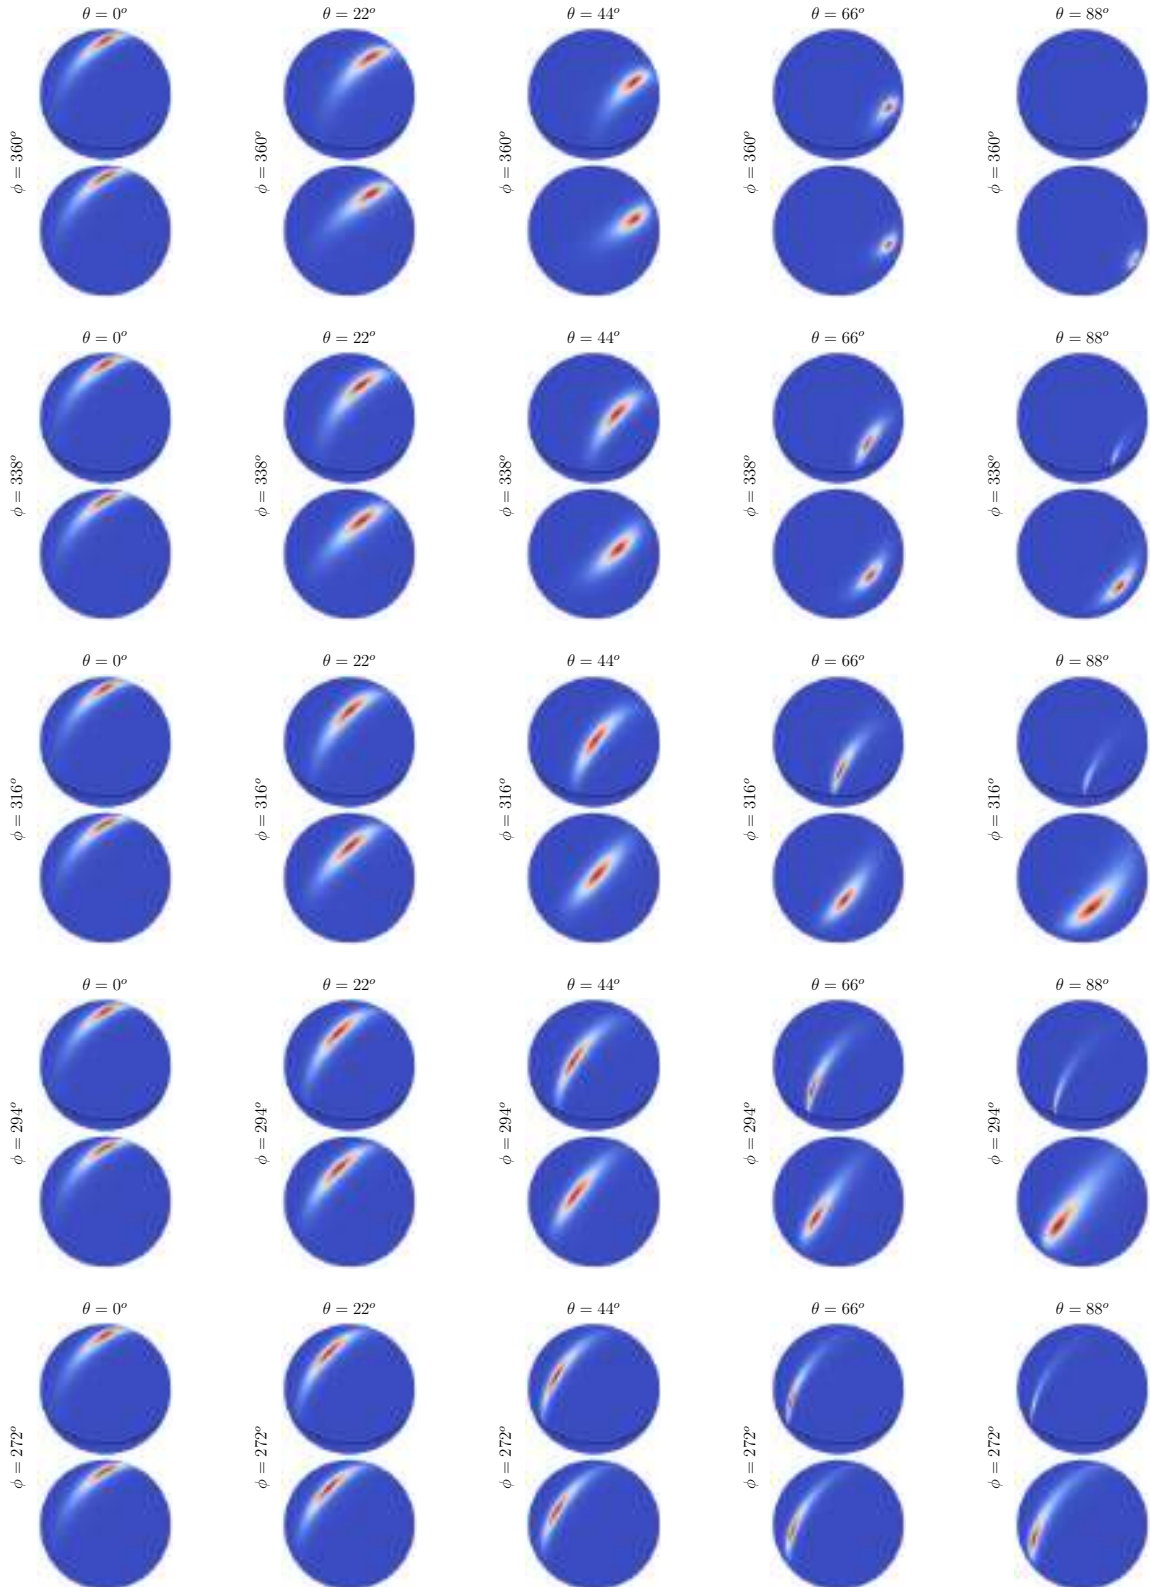 θ = 0° θ = 22° θ = 44° θ = 66° θ = 88°
ϕ = 360° ϕ = 360° ϕ = 360° ϕ = 360° ϕ = 360°
θ = 0° θ = 22° θ = 44° θ = 66° θ = 88°
ϕ = 338° ϕ = 338° ϕ = 338° ϕ = 338° ϕ = 338°
θ = 0° θ = 22° θ = 44° θ = 66° θ = 88°
ϕ = 316° ϕ = 316° ϕ = 316° ϕ = 316° ϕ = 316°
θ = 0° θ = 22° θ = 44° θ = 66° θ = 88°
ϕ = 294° ϕ = 294° ϕ = 294° ϕ = 294° ϕ = 294°
θ = 0° θ = 22° θ = 44° θ = 66° θ = 88°
ϕ = 272° ϕ = 272° ϕ = 272° ϕ = 272° ϕ = 272°